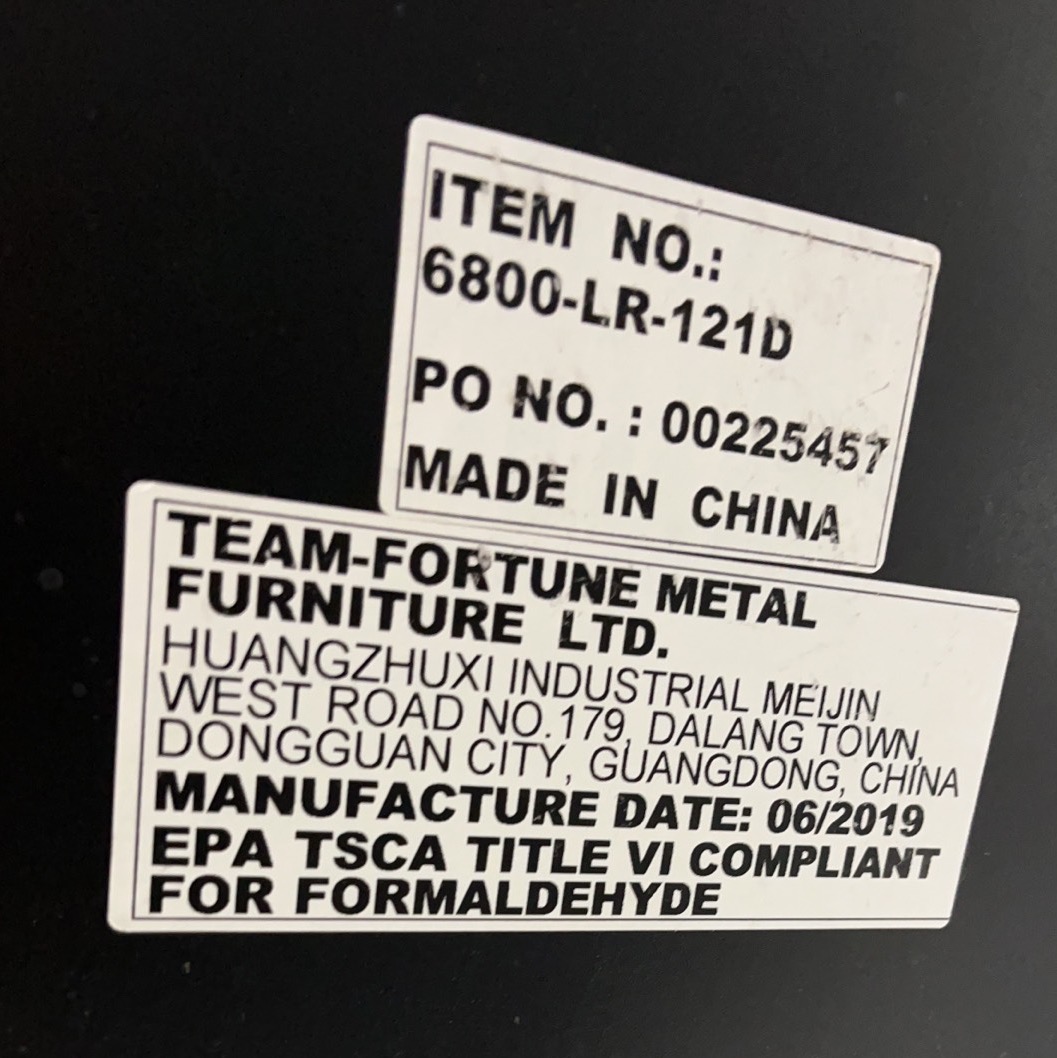 ITEM NO.:
6800-LR-121D
PO NO. : 00225457
MADE IN CHINA
TEAM-FORTUNE METAL
FURNITURE LTD.
HUANGZHUXI INDUSTRIAL MEIJIN
WEST ROAD NO.179, DALANG TOWN,
DONGGUAN CITY, GUANGDONG, CHINA
MANUFACTURE DATE: 06/2019
EPA TSCA TITLE VI COMPLIANT
FOR FORMALDEHYDE